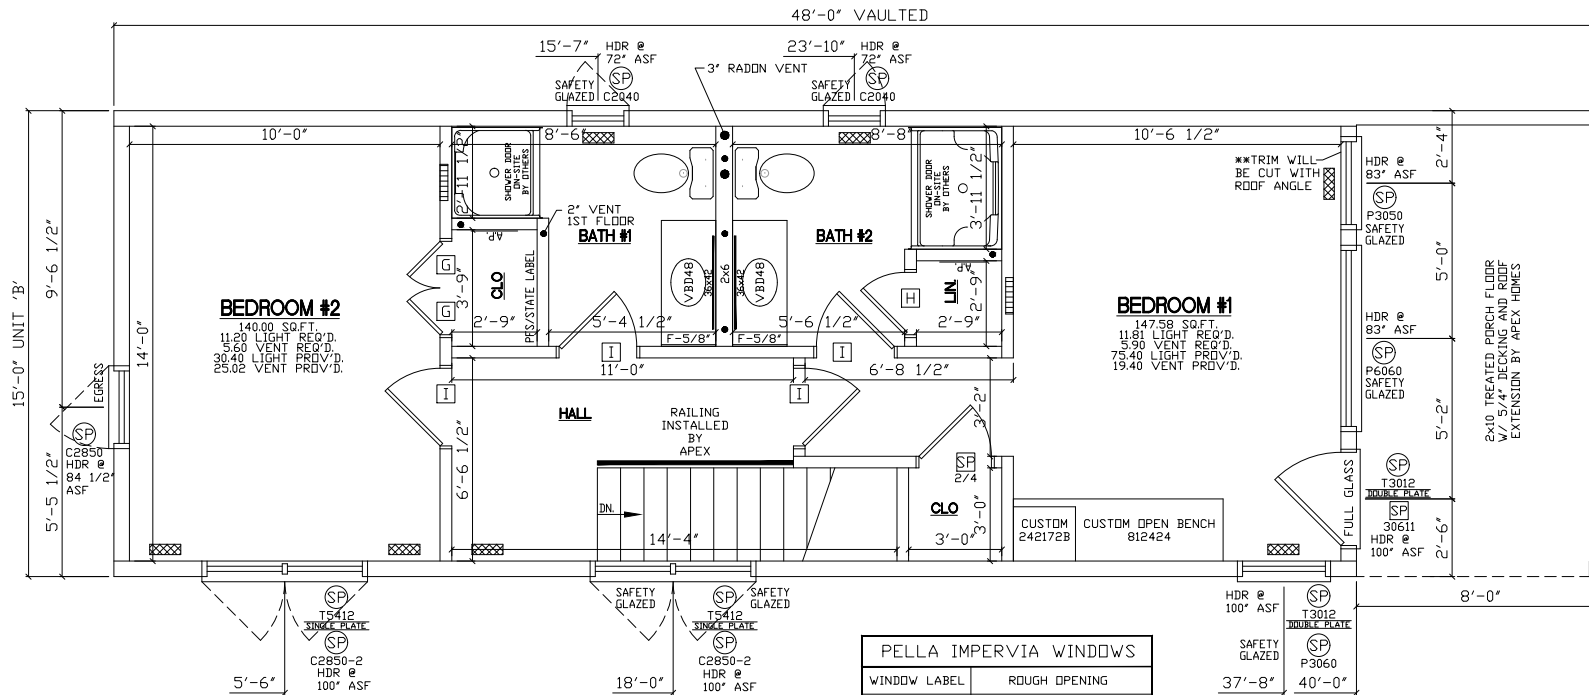 48'-0" VAULTED
15'-7"
HDR @
72" ASF
SP
SAFETY
GLAZED
C2040
3" RADON VENT
23'-10"
HDR @
72" ASF
SP
SAFETY
GLAZED
C2040
10'-0"
8'-6"
8'-8"
10'-6 1/2"
2'-4"
15'-0" UNIT 'B'
9'-6 1/2"
14'-0"
2'-11 1/2"
SHOWER DOOR
ON-SITE
BY OTHERS
2" VENT
1ST FLOOR
BATH #1
BATH #2
SHOWER DOOR
ON-SITE
BY OTHERS
3'-11 1/2"
**TRIM WILL
BE CUT WITH
ROOF ANGLE
HDR @
83" ASF
SP
P3050
SAFETY
GLAZED
A.P.
A.P.
G
G
3'-9"
CLO
PFS/STATE LABEL
VBD48
36x42
2x6
36x42
VBD48
H
LIN.
2'-9"
5'-0"
BEDROOM #2
140.00 SQ.FT.
11.20 LIGHT REQ'D.
5.60 VENT REQ'D.
30.40 LIGHT PROV'D.
25.02 VENT PROV'D.
BEDROOM #1
147.58 SQ.FT.
11.81 LIGHT REQ'D.
5.90 VENT REQ'D.
75.40 LIGHT PROV'D.
19.40 VENT PROV'D.
2x10 TREATED PORCH FLOOR
W/ 5/4" DECKING AND ROOF
EXTENSION BY APEX HOMES
2'-9"
5'-4 1/2"
F-5/8"
F-5/8"
5'-6 1/2"
2'-9"
HDR @
83" ASF
SP
P6060
SAFETY
GLAZED
I
I
11'-0"
6'-8 1/2"
EGRESS
I
I
SP
C2850
HDR @
84 1/2"
ASF
5'-5 1/2"
6'-6 1/2"
HALL
RAILING
INSTALLED
BY
APEX
3'-2"
5'-2"
SP
2/4
SP
T3012
DOUBLE PLATE
SP
30611
HDR @
100" ASF
FULL GLASS
2'-6"
DN.
CLO
3'-0"
CUSTOM
242172B
CUSTOM OPEN BENCH
812424
14'-4"
3'-0"
SP
T5412
SINGLE PLATE
SP
C2850-2
HDR @
100" ASF
5'-6"
SAFETY
GLAZED
SAFETY
GLAZED
SP
T5412
SINGLE PLATE
SP
C2850-2
HDR @
100" ASF
18'-0"
HDR @
100" ASF
SP
T3012
DOUBLE PLATE
SAFETY
GLAZED
SP
P3060
8'-0"
37'-8"
40'-0"
PELLA IMPERVIA WINDOWS
WINDOW LABEL
ROUGH OPENING